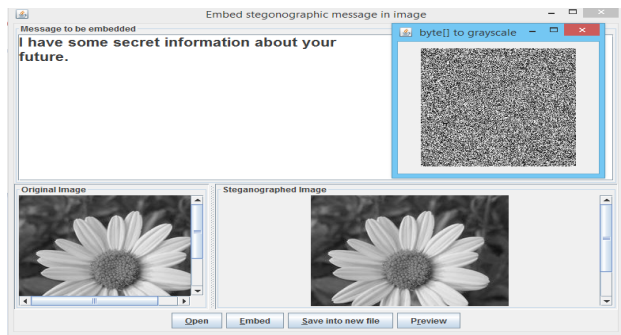 Embed stegonographic message in image
Message to be embedded
I have some secret information about your
future.
byte[] to grayscale
Original Image
Steganographed Image
Open Embed Save into new file Preview